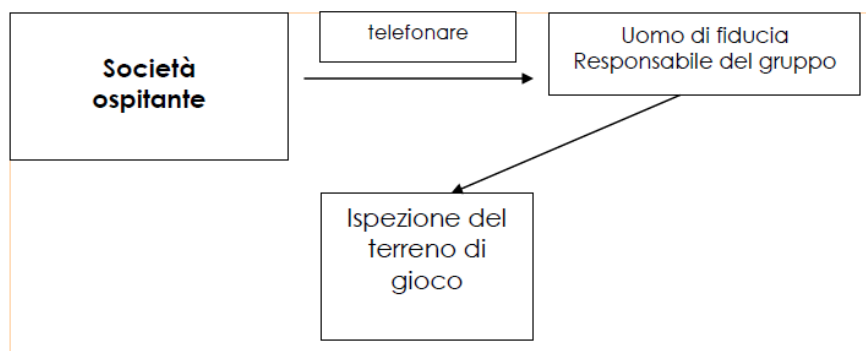 Società
ospitante
telefonare
Uomo di fiducia
Responsabile del gruppo
Ispezione del
terreno di
gioco